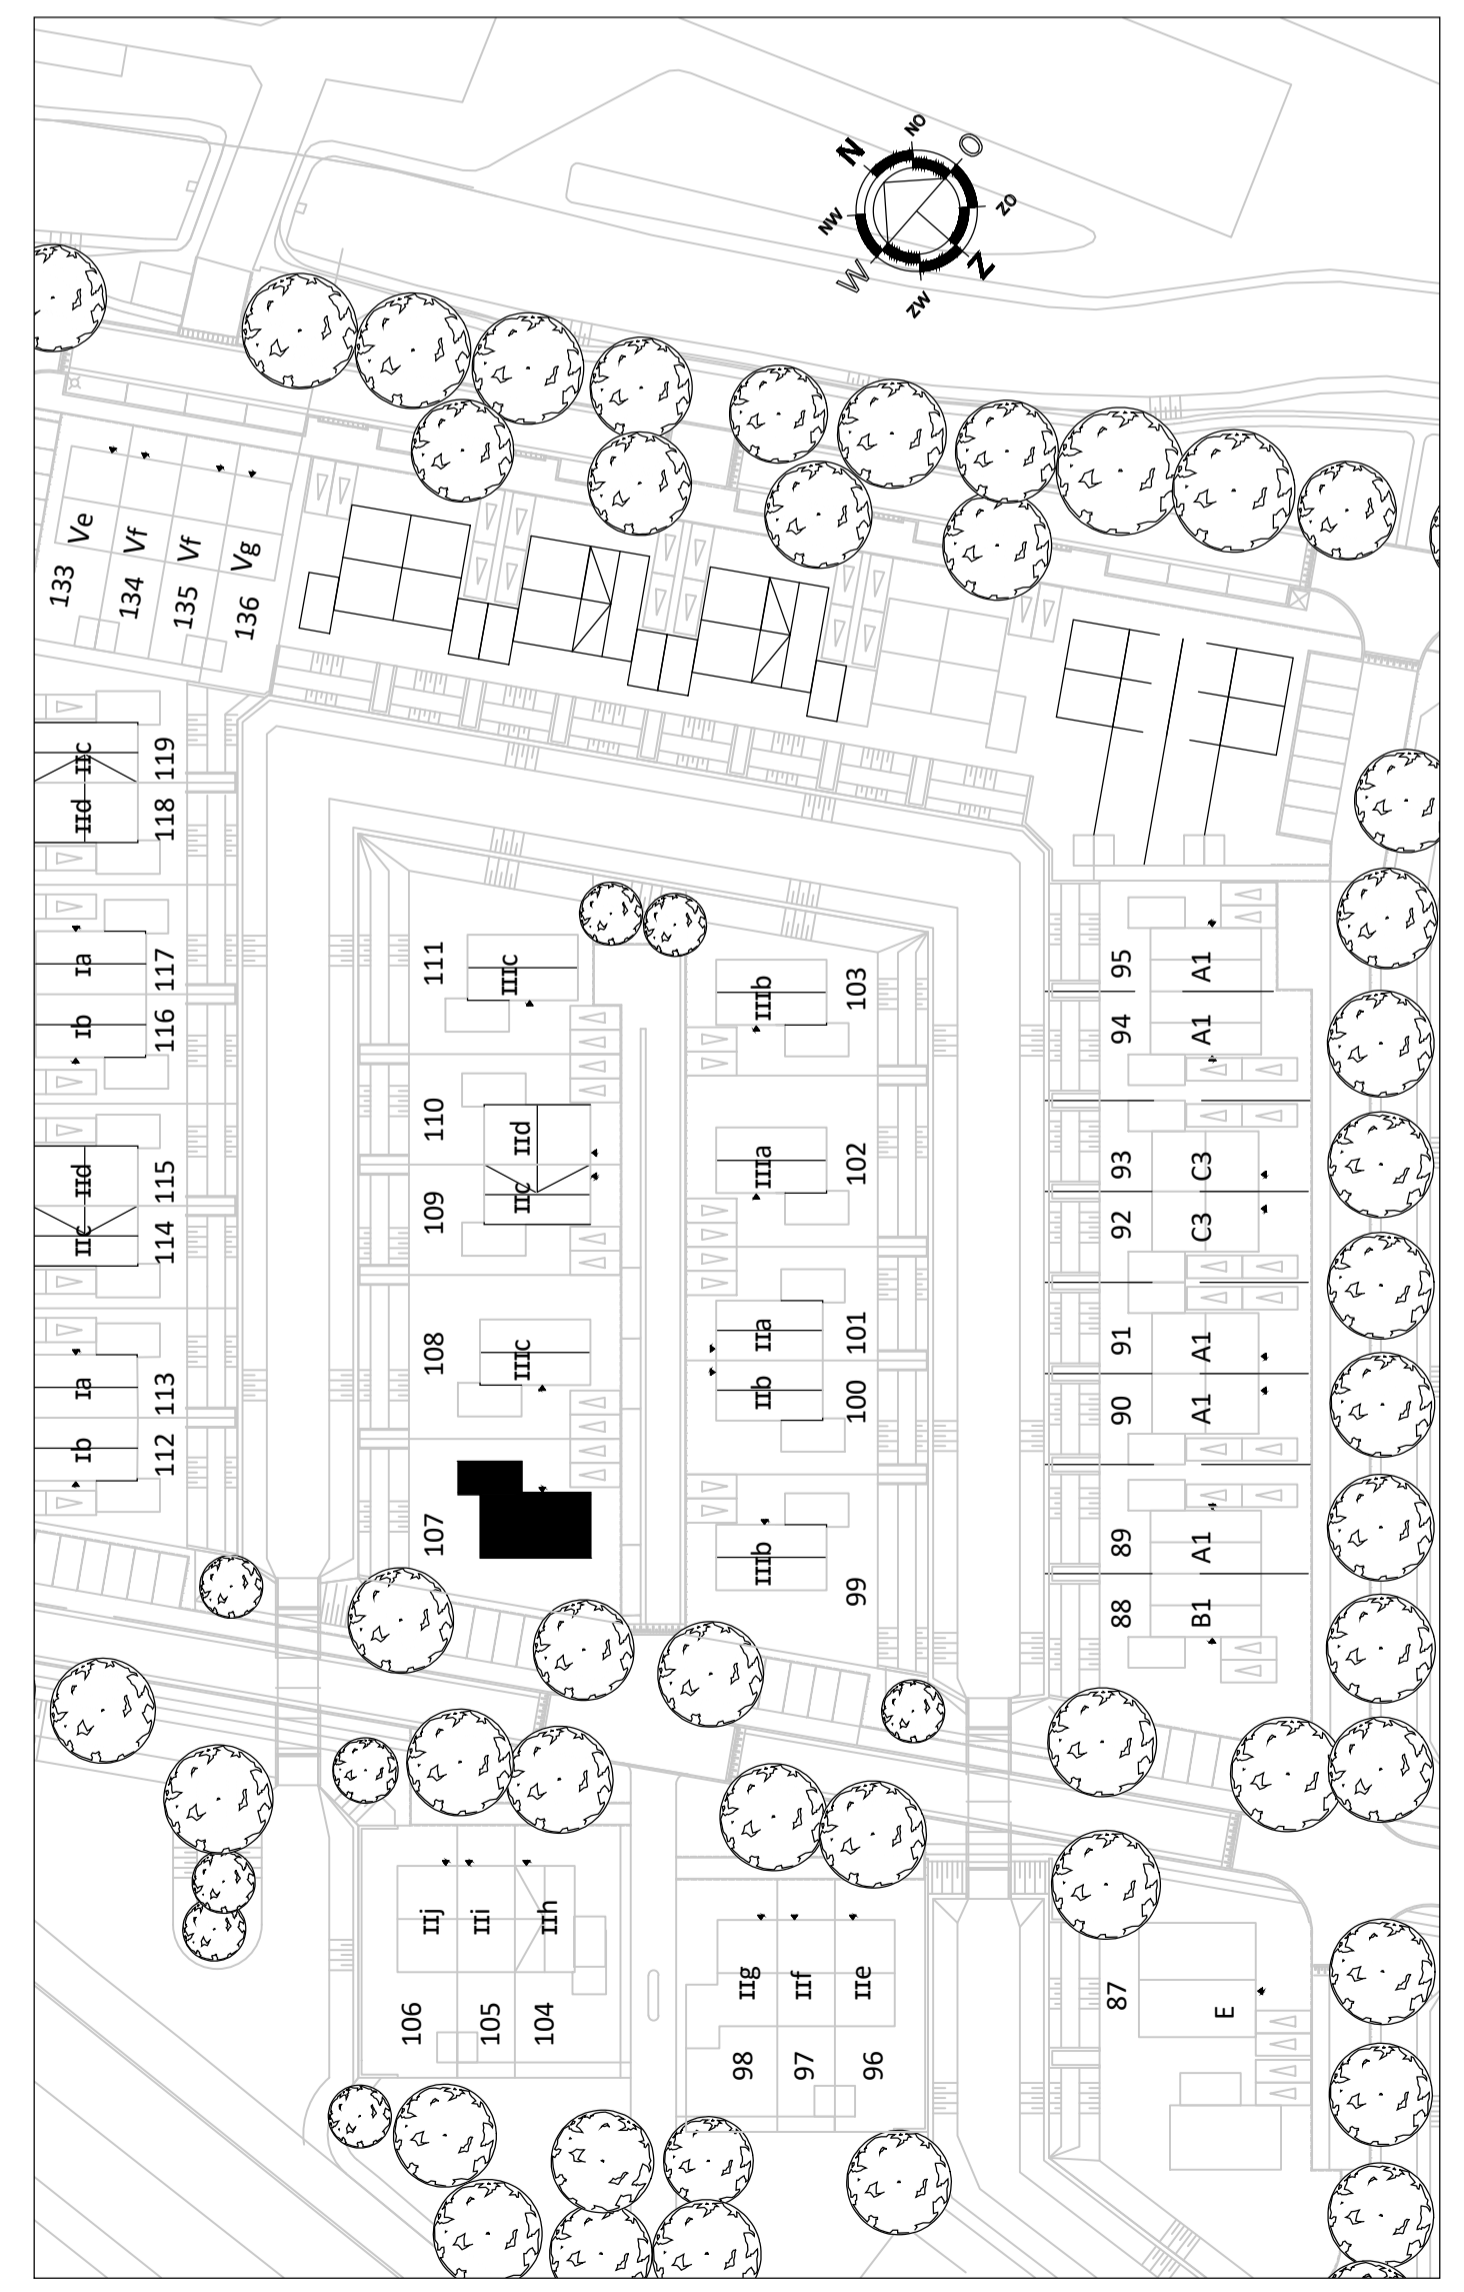 N
NO
O
ZO
Z
ZW
W
NW
133 Ve
134 Vf
135 Vf
136 Vg
119 IIc
118 IId
117 Ia
116 Ib
115 IId
114 IIc
113 Ia
112 Ib
111 IIIc
110 IId
109 IIc
108 IIIc
107
103 IIIb
102 IIIa
101 IIa
100 IIb
99 IIIb
95 A1
94 A1
93 C3
92 C3
91 A1
90 A1
89 A1
88 B1
106 IIj
105 IIi
104 IIh
98 IIg
97 IIf
96 IIe
87 E